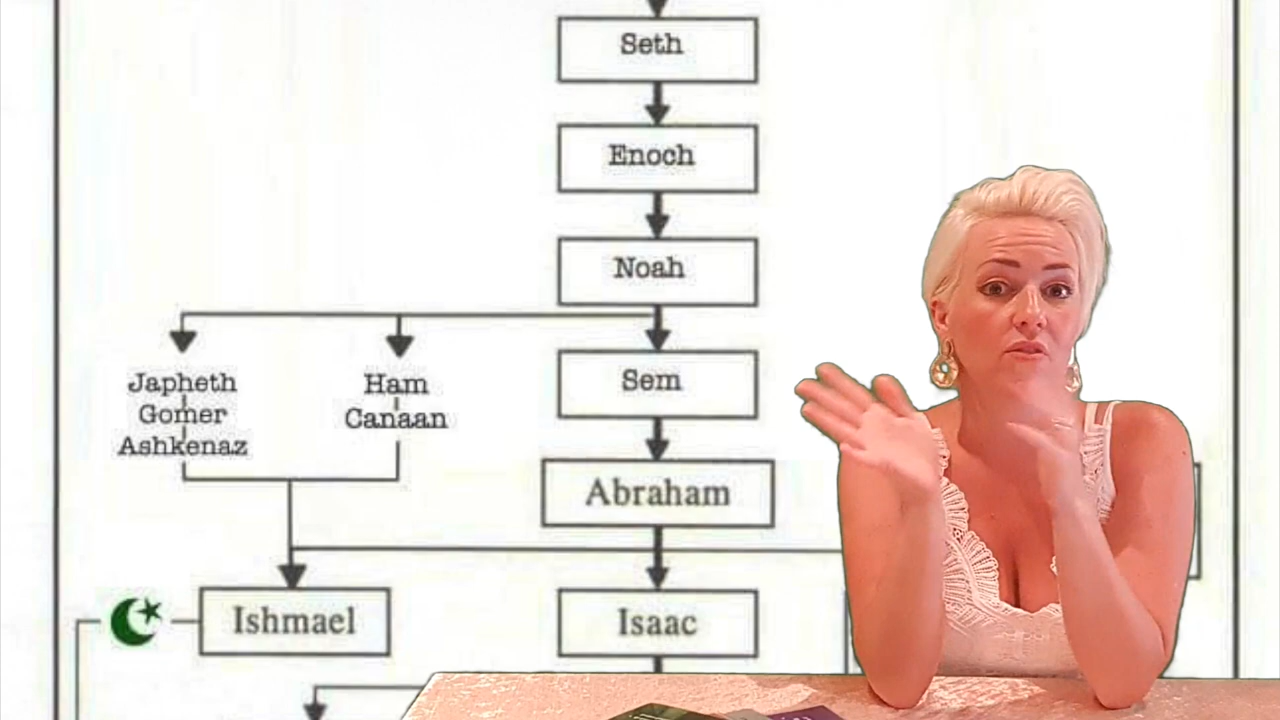 Seth
Enoch
Noah
Japheth
Gomer
Ashkenaz
Ham
Canaan
Sem
Abraham
Ishmael
Isaac